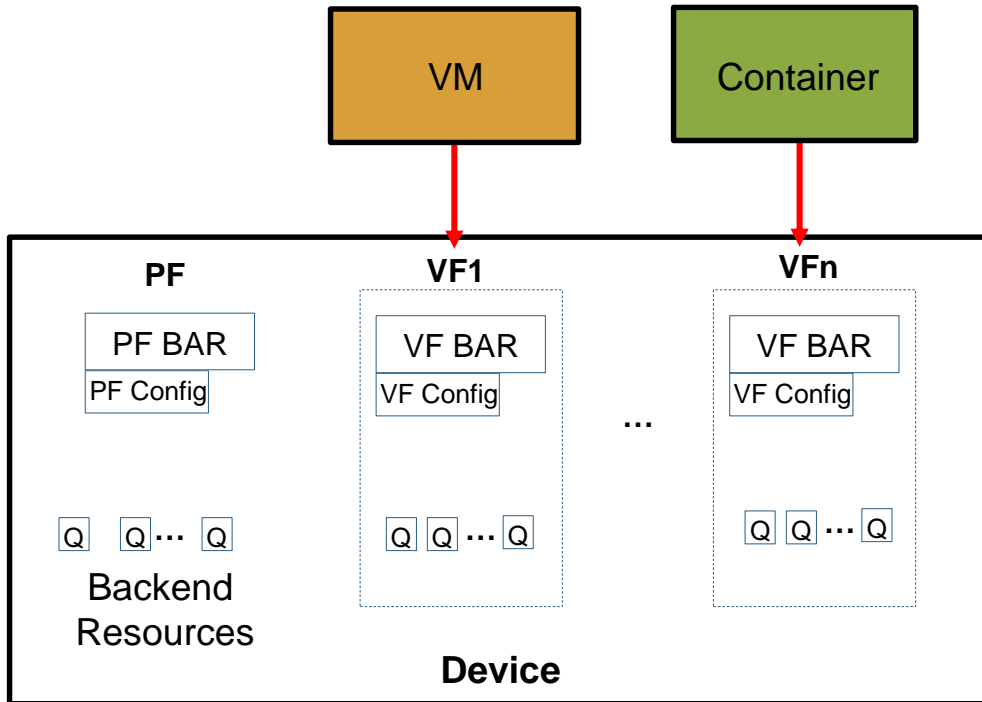 VM
Container
PF
VF1
VFn
PF BAR
VF BAR
VF BAR
PF Config
VF Config
VF Config
...
Q Q ... Q
Q Q ... Q
Q Q ... Q
Backend
Resources
Device